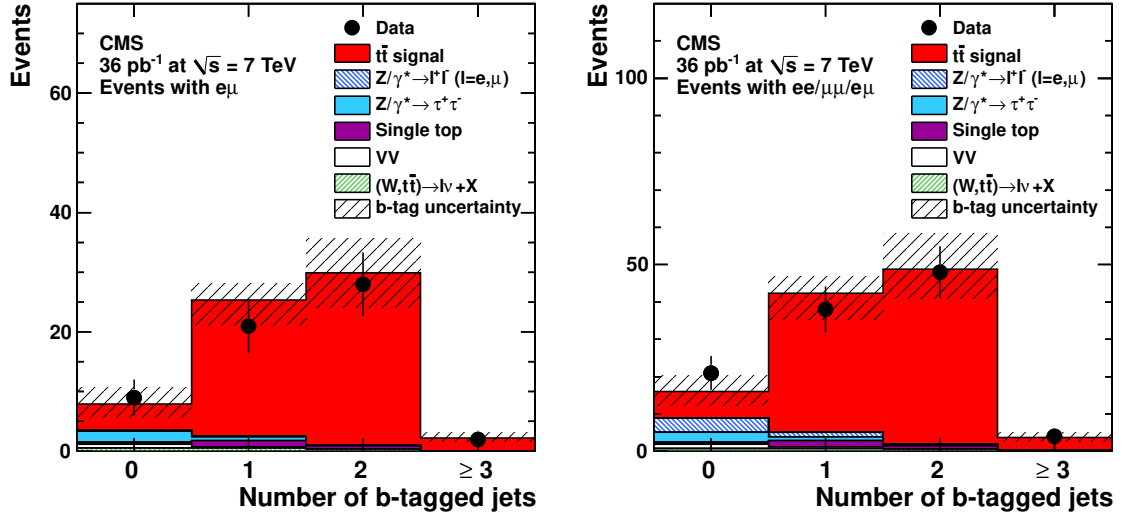 Events
60
40
20
0
CMS
36 pb⁻¹ at √s = 7 TeV
Events with eμ
Data
tt̄ signal
Z/γ*→l⁺l⁻ (l=e,μ)
Z/γ*→ τ⁺τ⁻
Single top
VV
(W,tt̄)→lν +X
b-tag uncertainty
0 1 2 ≥ 3
Number of b-tagged jets
Events
100
50
0
CMS
36 pb⁻¹ at √s = 7 TeV
Events with ee/μμ/eμ
Data
tt̄ signal
Z/γ*→l⁺l⁻ (l=e,μ)
Z/γ*→ τ⁺τ⁻
Single top
VV
(W,tt̄)→lν +X
b-tag uncertainty
0 1 2 ≥ 3
Number of b-tagged jets